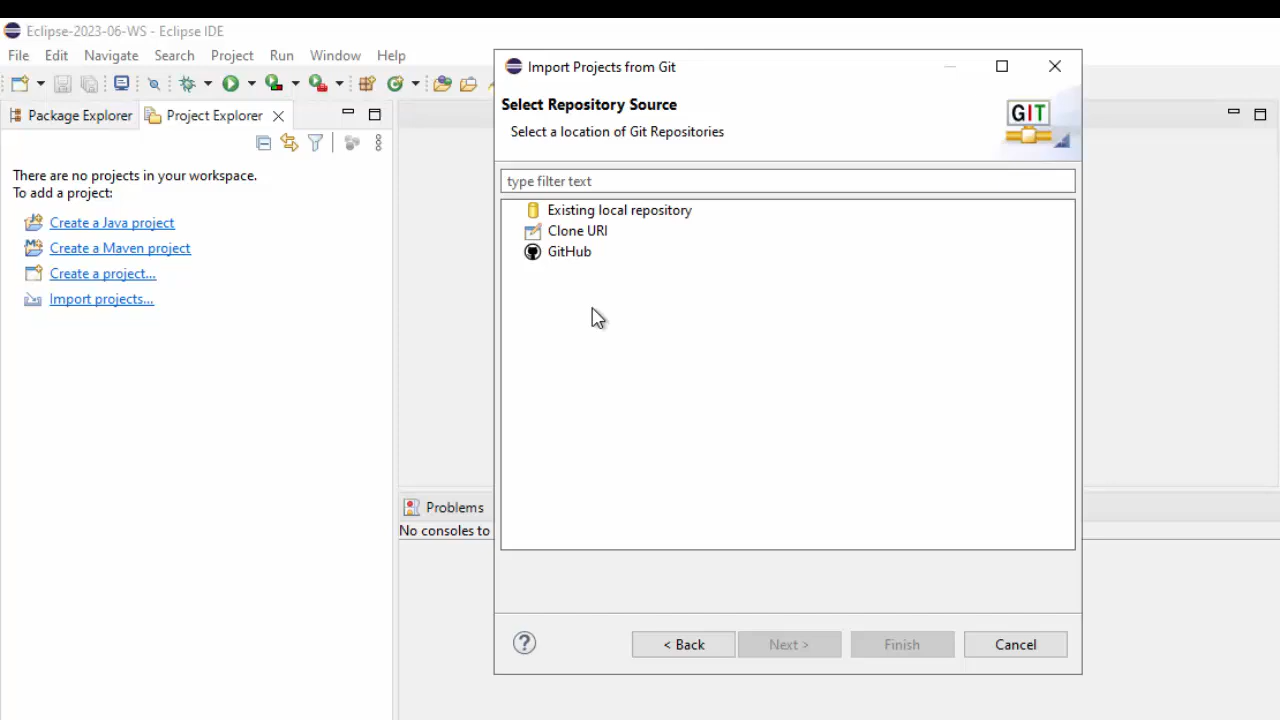 Eclipse-2023-06-WS - Eclipse IDE
File Edit Navigate Search Project Run Window Help
Package Explorer Project Explorer
There are no projects in your workspace.
To add a project:
Create a Java project
Create a Maven project
Create a project...
Import projects...
Import Projects from Git
Select Repository Source
Select a location of Git Repositories
GIT
type filter text
Existing local repository
Clone URI
GitHub
Problems
No consoles to
? < Back Next > Finish Cancel